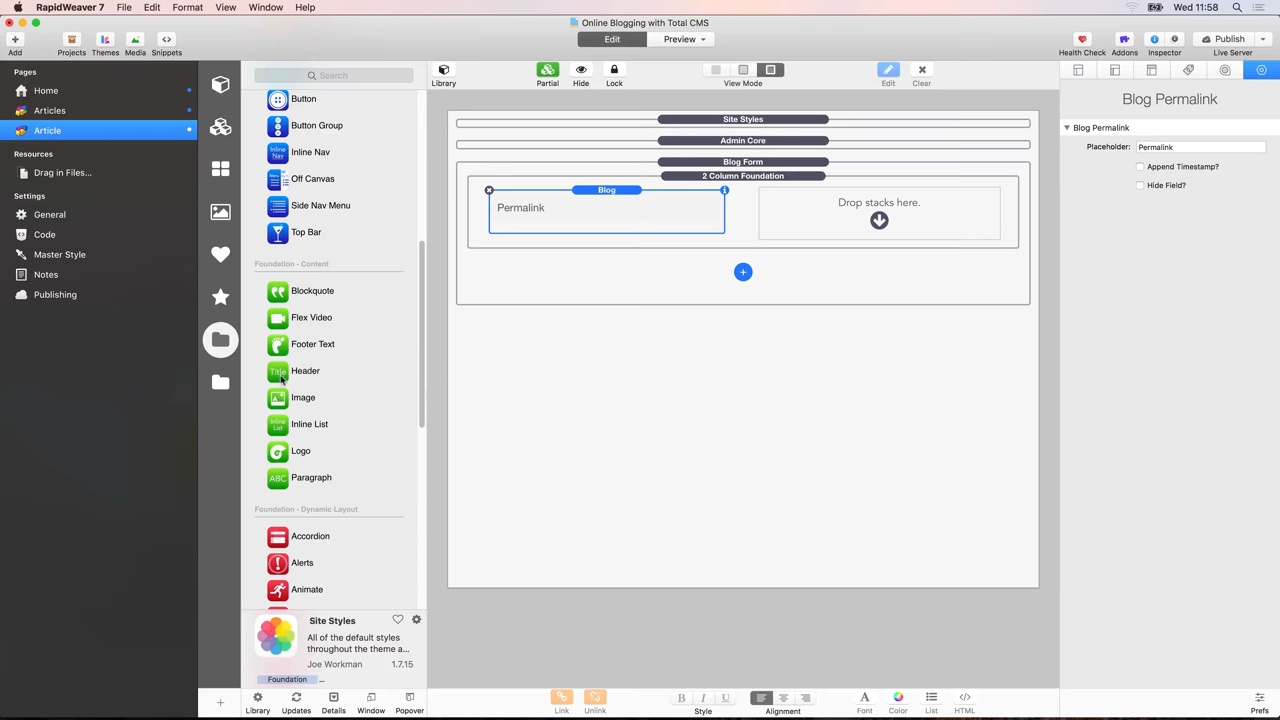 RapidWeaver 7 File Edit Format View Window Help Wed 11:58
Online Blogging with Total CMS
Add Projects Themes Media Snippets Edit Preview Health Check Addons Inspector Publish Live Server
Pages
Home
Articles
Article
Resources
Drag in Files...
Settings
General
Code
Master Style
Notes
Publishing
Search
Button
Button Group
Inline Nav
Off Canvas
Side Nav Menu
Top Bar
Foundation - Content
Blockquote
Flex Video
Footer Text
Title Header
Image
Inline List
Logo
ABC Paragraph
Foundation - Dynamic Layout
Accordion
Alerts
Animate
Site Styles
All of the default styles
throughout the theme a...
Joe Workman 1.7.15
Foundation ...
Library Updates Details Window Popover
Library Partial Hide Lock View Mode Edit Clear
Site Styles
Admin Core
Blog Form
2 Column Foundation
Blog
Permalink
Drop stacks here.
B I U
Link Unlink Style Alignment Font Color List HTML Prefs
Blog Permalink
Blog Permalink
Placeholder: Permalink
Append Timestamp?
Hide Field?